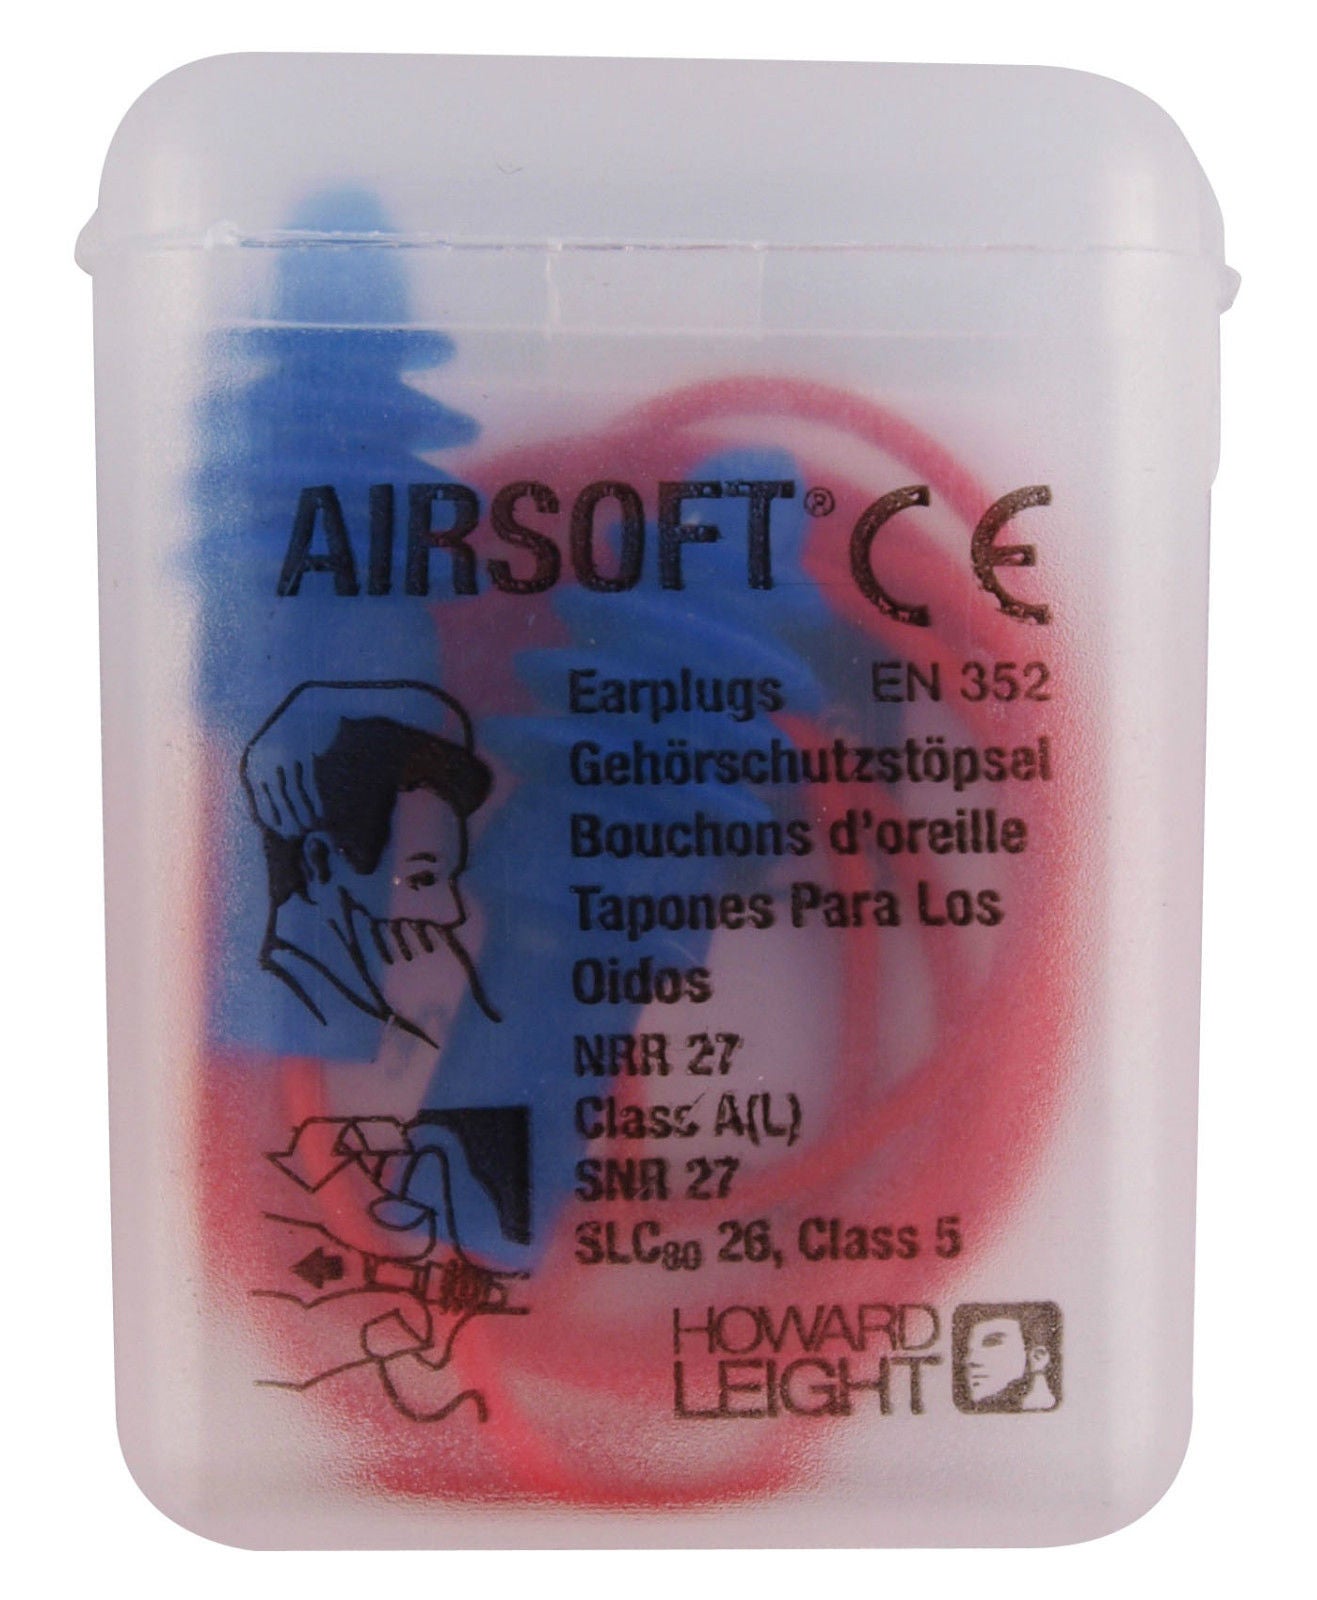 AIRSOFT® CE
Earplugs EN 352
Gehörschutzstöpsel
Bouchons d'oreille
Tapones Para Los
Oidos
NRR 27
Class A(L)
SNR 27
SLC80 26, Class 5
HOWARD
LEIGHT